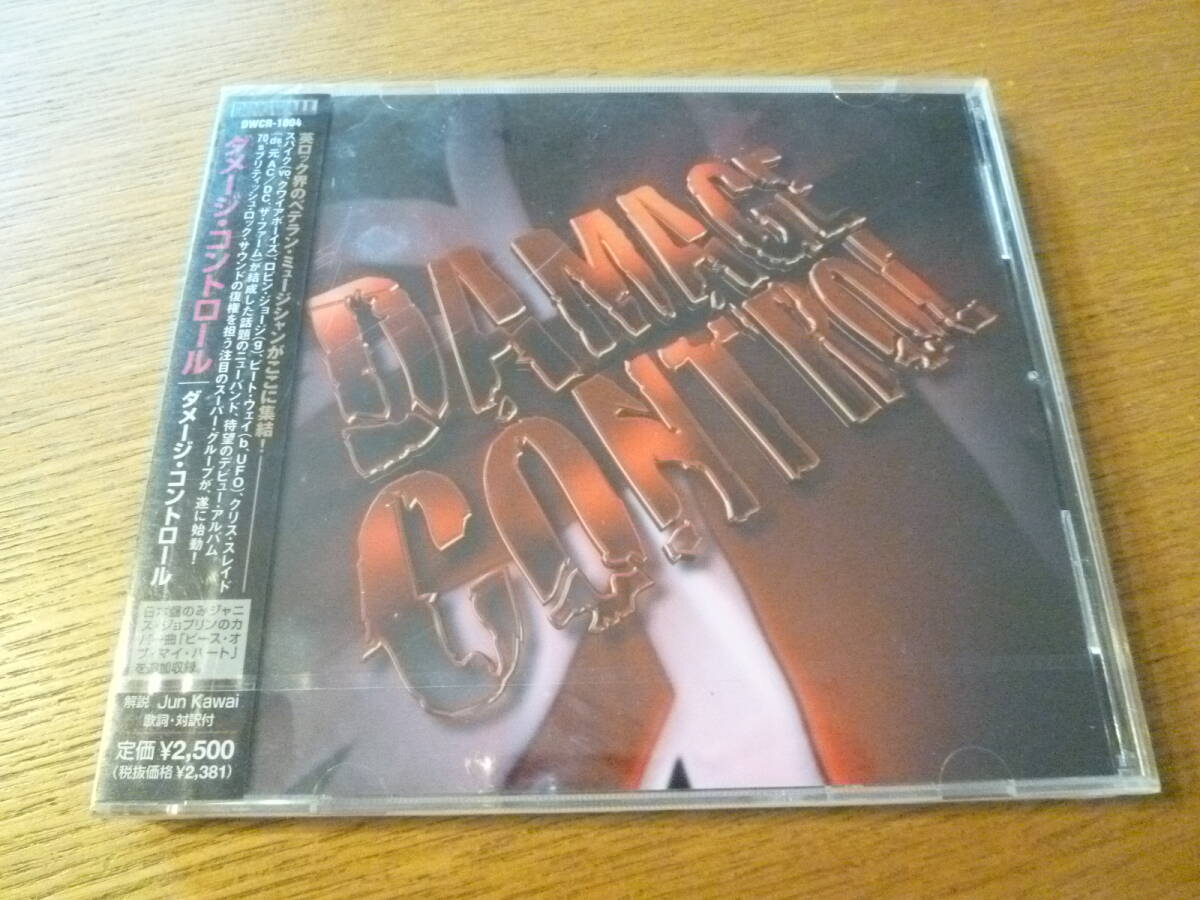 DWCR-1004
英ロック界のベテラン・ミュージシャンがここに集結!
スパイク(vo、クワイアボーイズ)、ロビン・ジョージ(g)、ピート・ウェイ(b、UFO)、クリス・スレイド
(ds、元AC/DC、ザ・ファーム)が結成した話題のニューバンド、待望のデビュー・アルバム。
70'sブリティッシュ・ロック・サウンドの復権を担う注目のスーパー・グループが、遂に始動!
ダメージ・コントロール
ダメージ・コントロール
日本盤のみジャニ
ス・ジョプリンのカ
バー曲「ピース・オ
ブ・マイ・ハート」
を追加収録。
解説 Jun Kawai
歌詞・対訳付
定価 ¥2,500
(税抜価格 ¥2,381)
DAMAGE
CONTROL